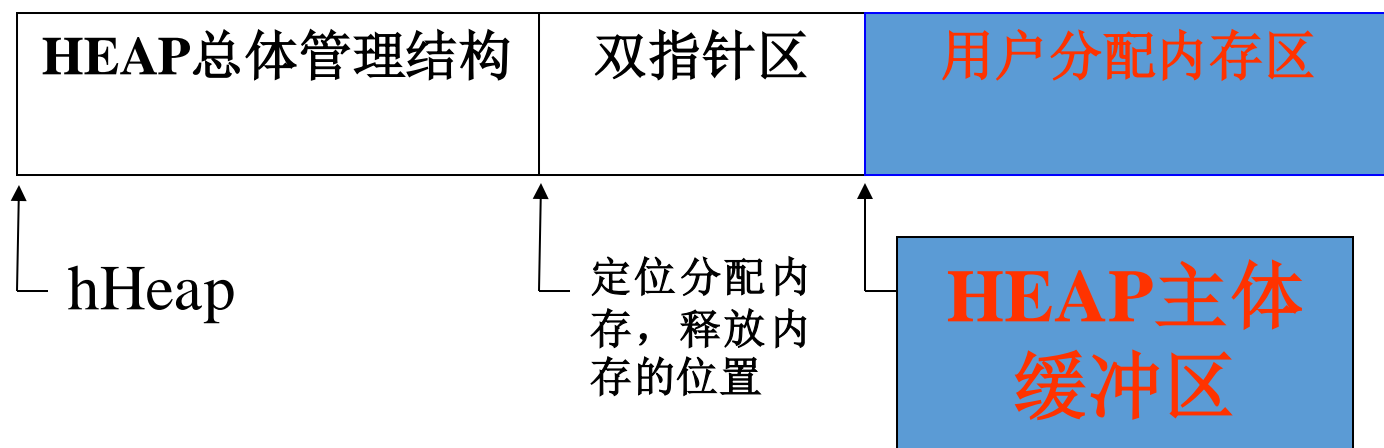 HEAP总体管理结构
双指针区
用户分配内存区
hHeap
定位分配内
存，释放内
存的位置
HEAP主体
缓冲区